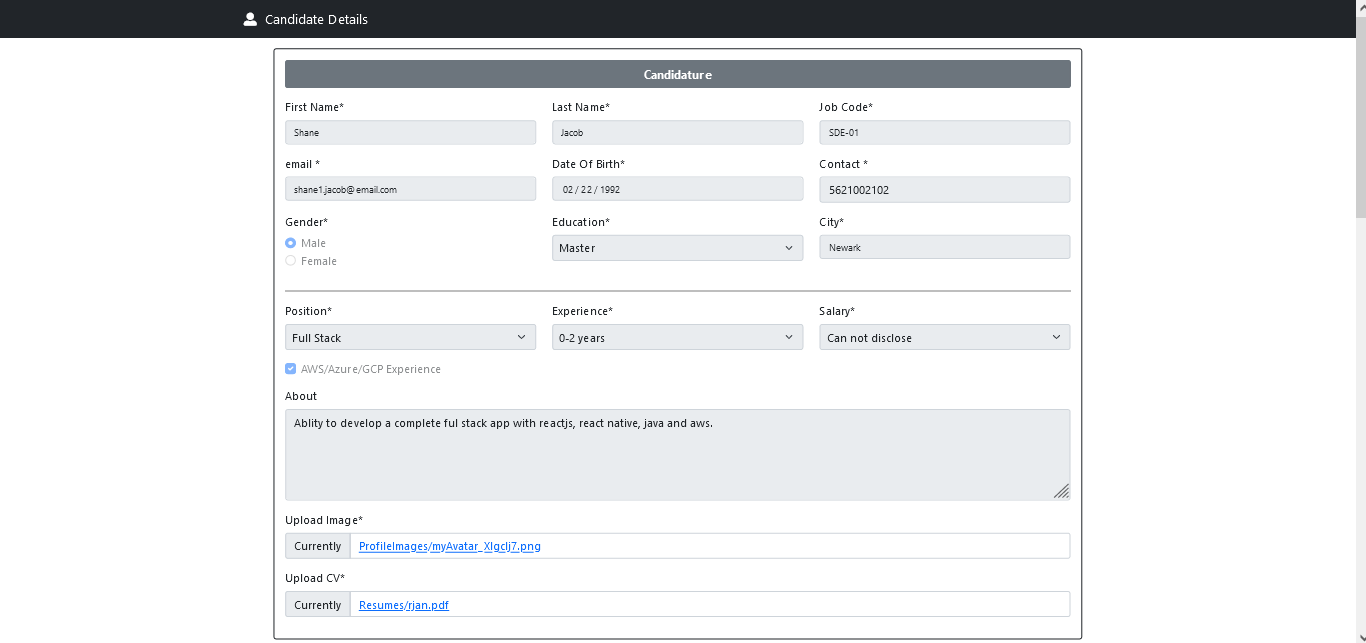 Candidate Details
Candidature
First Name* Last Name* Job Code*
Shane Jacob SDE-01
email * Date Of Birth* Contact *
shane1.jacob@email.com 02 / 22 / 1992 5621002102
Gender* Education* City*
Male Master Newark
Female
Position* Experience* Salary*
Full Stack 0-2 years Can not disclose
AWS/Azure/GCP Experience
About
Ablity to develop a complete ful stack app with reactjs, react native, java and aws.
Upload Image*
Currently ProfileImages/myAvatar_XIgclj7.png
Upload CV*
Currently Resumes/rjan.pdf